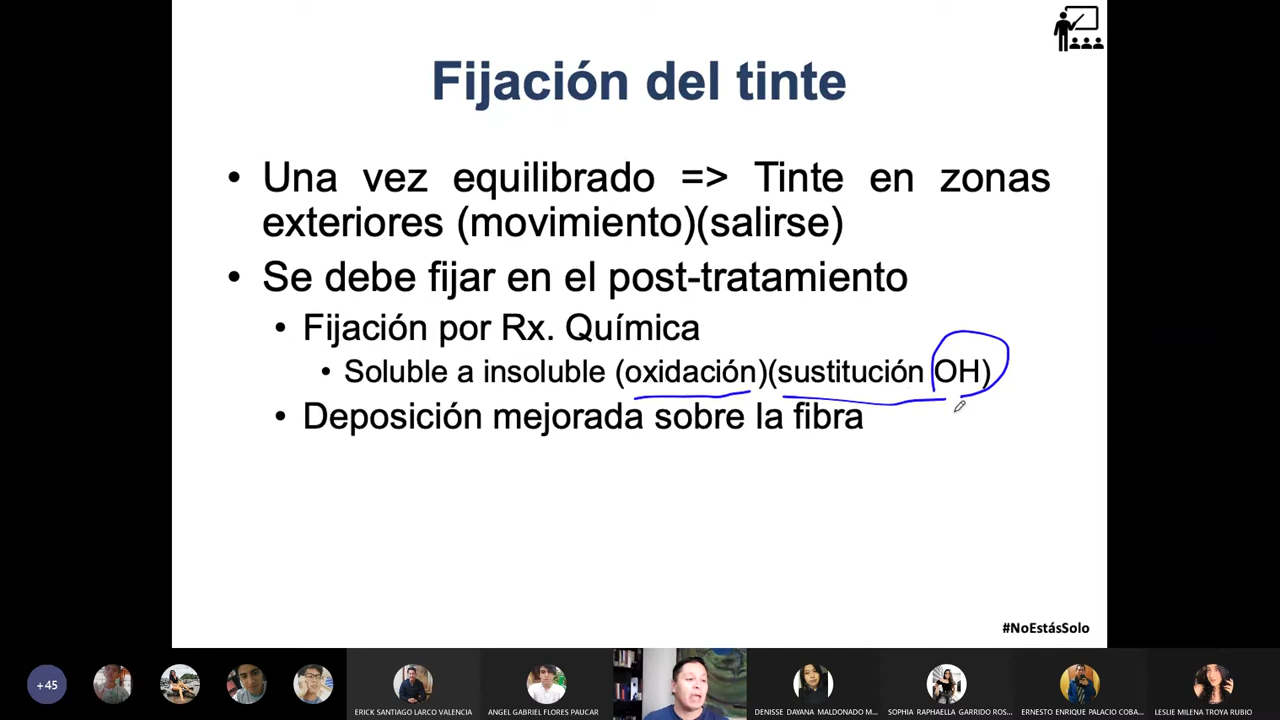 Fijación del tinte
• Una vez equilibrado => Tinte en zonas
exteriores (movimiento)(salirse)
• Se debe fijar en el post-tratamiento
• Fijación por Rx. Química
• Soluble a insoluble (oxidación)(sustitución OH)
• Deposición mejorada sobre la fibra
#NoEstásSolo
+45
ERICK SANTIAGO LARCO VALENCIA
ANGEL GABRIEL FLORES PAUCAR
DENISSE DAYANA MALDONADO M...
SOPHIA RAPHAELLA GARRIDO ROS...
ERNESTO ENRIQUE PALACIO COBA...
LESLIE MILENA TROYA RUBIO